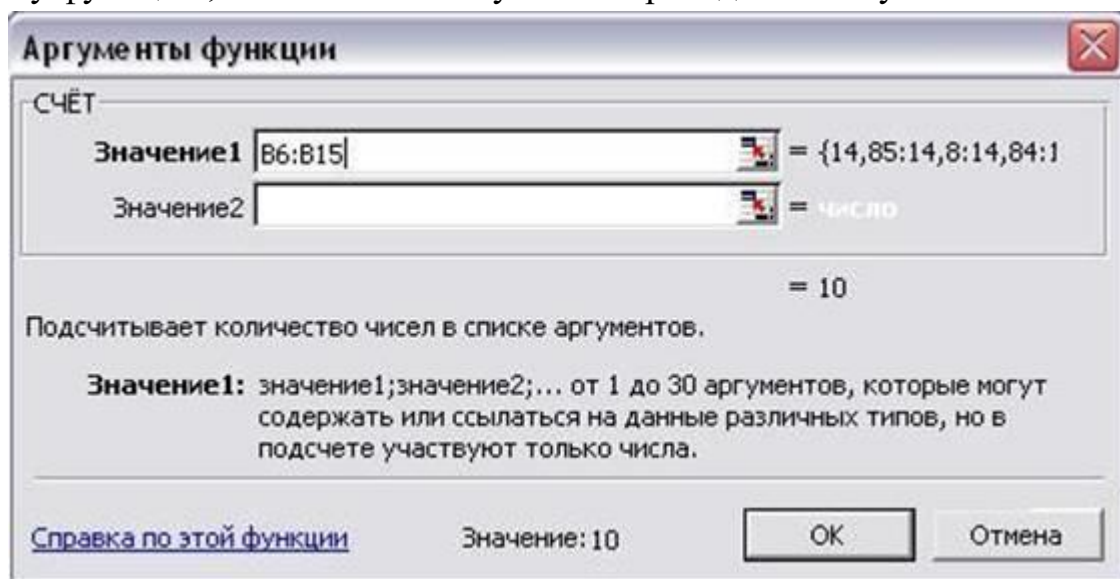 Аргументы функции
СЧЁТ
Значение1 B6:B15 = {14,85:14,8:14,84:1
Значение2 = число
= 10
Подсчитывает количество чисел в списке аргументов.
Значение1: значение1;значение2;... от 1 до 30 аргументов, которые могут
содержать или ссылаться на данные различных типов, но в
подсчете участвуют только числа.
Справка по этой функции Значение: 10 ОК Отмена